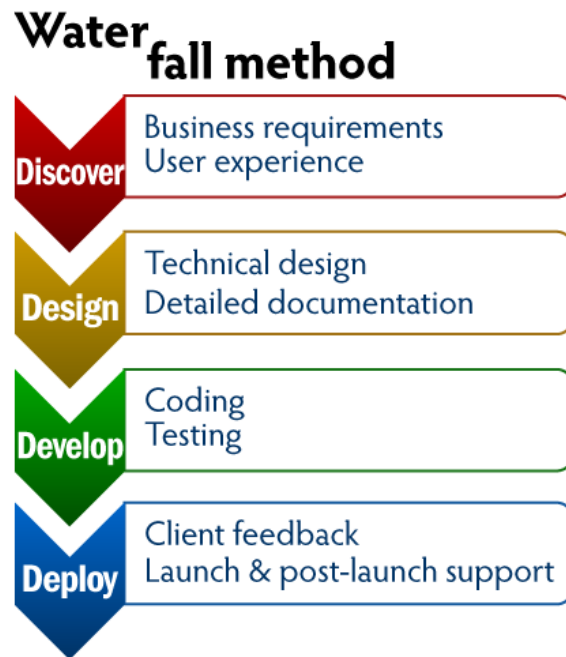 Water
fall method
Discover
Business requirements
User experience
Design
Technical design
Detailed documentation
Develop
Coding
Testing
Deploy
Client feedback
Launch & post-launch support